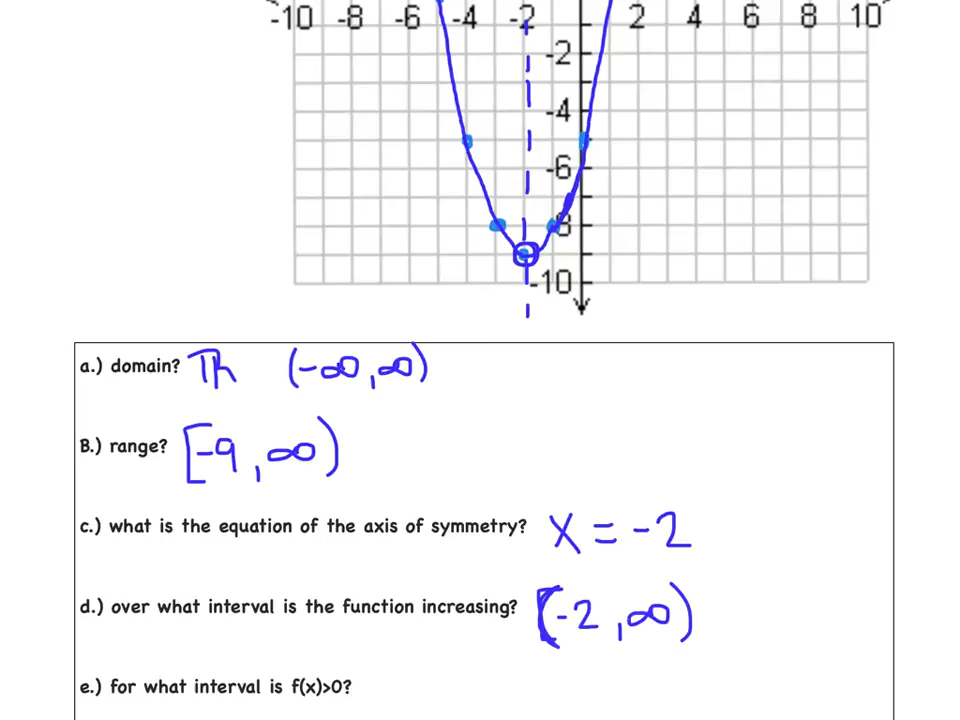 -10 -8 -6 -4 -2 2 4 6 8 10
-2
-4
-6
-8
-10
a.) domain? Th (-∞, ∞)
B.) range? [-9, ∞)
c.) what is the equation of the axis of symmetry? x = -2
d.) over what interval is the function increasing? (-2, ∞)
e.) for what interval is f(x)>0?